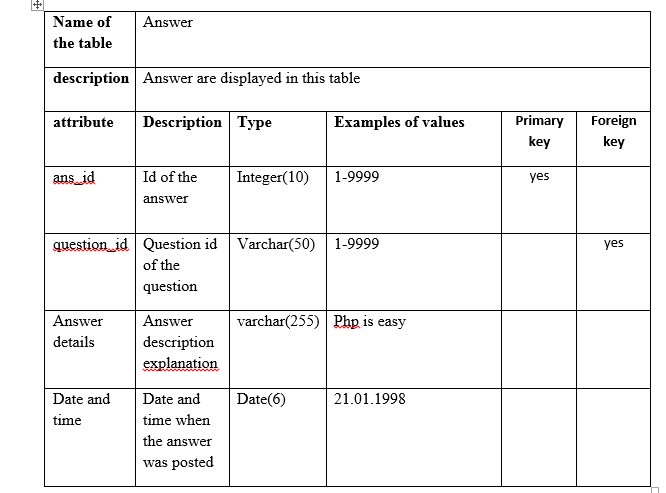 Name of Answer
the table
description Answer are displayed in this table
attribute Description Type Examples of values Primary Foreign
key key
ans_id Id of the Integer(10) 1-9999 yes
answer
question_id Question id Varchar(50) 1-9999 yes
of the
question
Answer Answer varchar(255) Php is easy
details description
explanation
Date and Date and Date(6) 21.01.1998
time time when
the answer
was posted